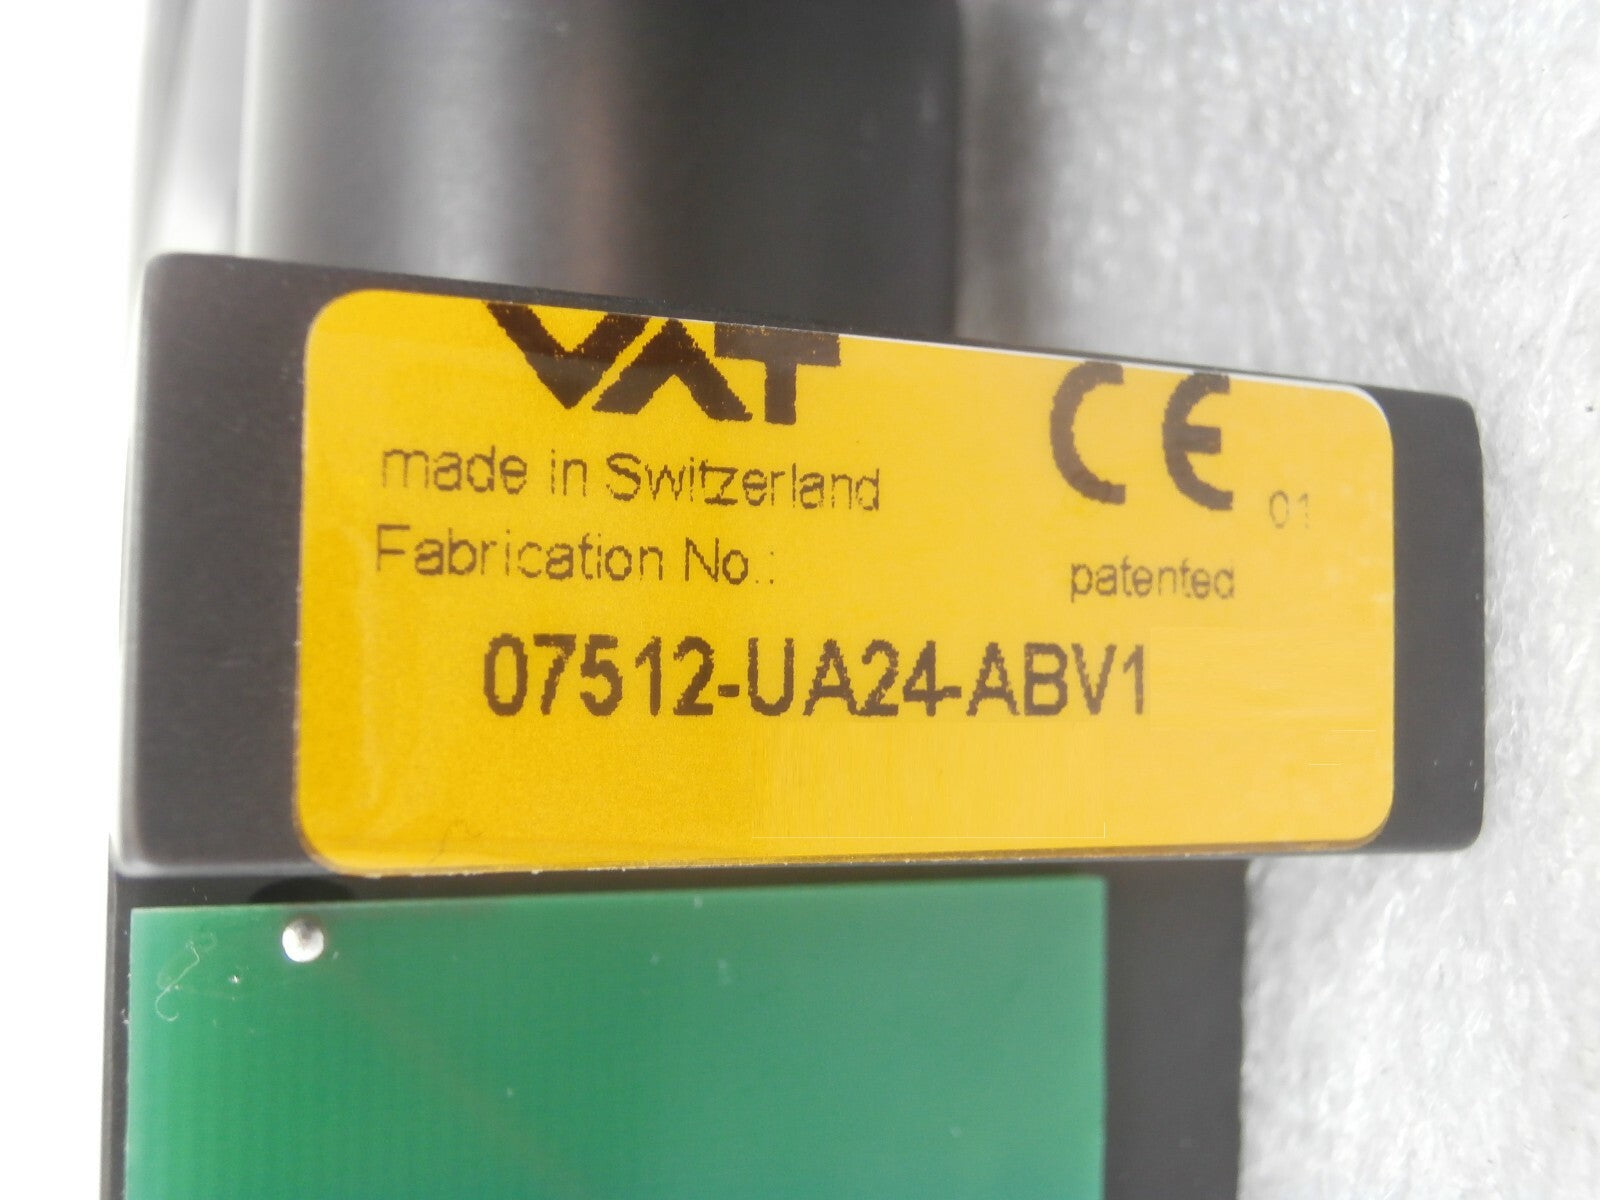 VAT
CE 01
made in Switzerland
Fabrication No.:
patented
07512-UA24-ABV1